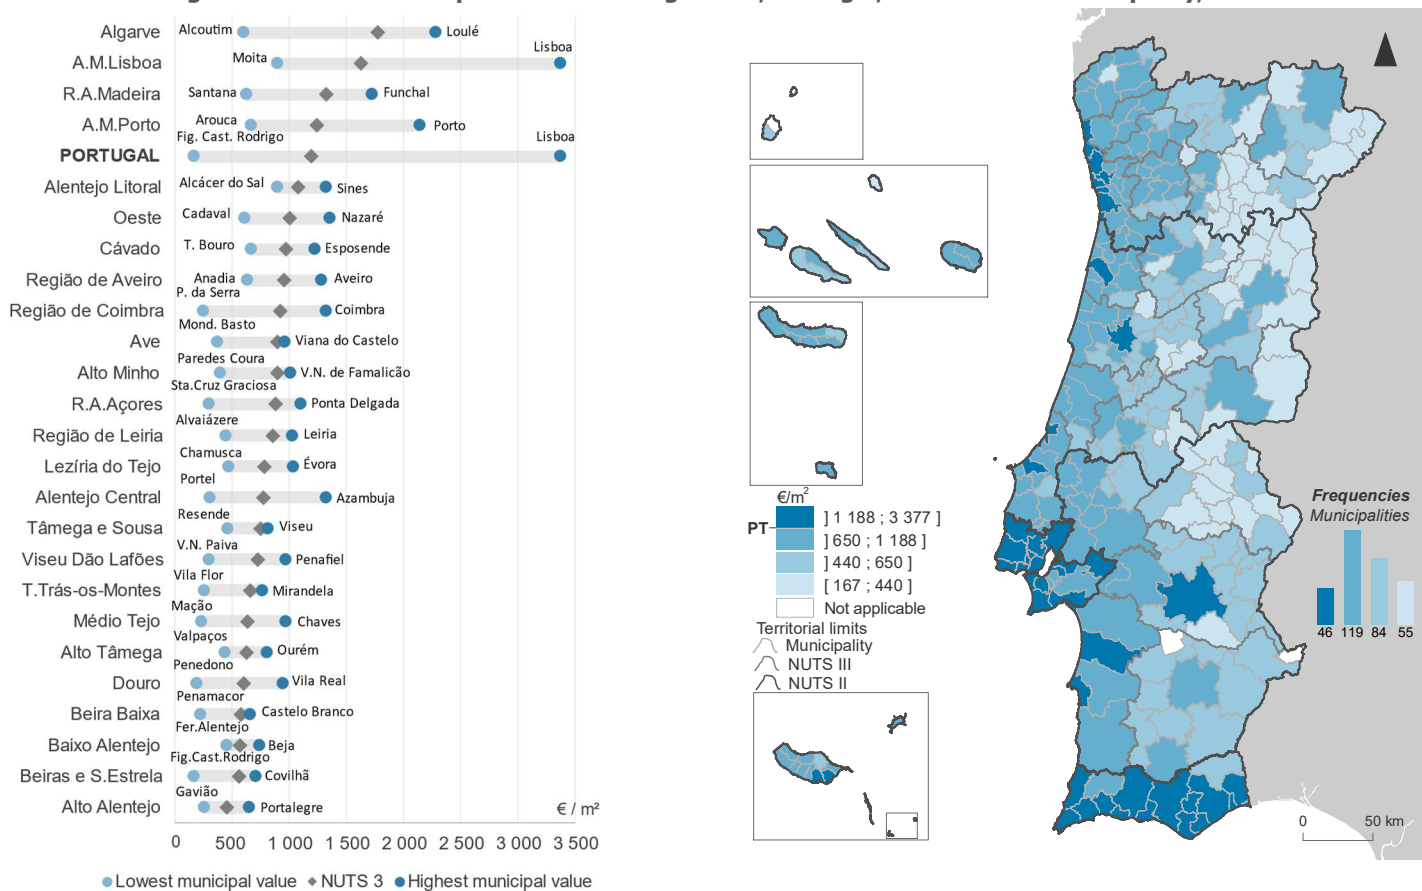 Algarve
Alcoutim
Loulé
A.M.Lisboa
Moita
Lisboa
R.A.Madeira
Santana
Funchal
A.M.Porto
Arouca
Porto
PORTUGAL
Fig. Cast. Rodrigo
Lisboa
Alentejo Litoral
Alcácer do Sal
Sines
Oeste
Cadaval
Nazaré
Cávado
T. Bouro
Esposende
Região de Aveiro
Anadia
Aveiro
Região de Coimbra
P. da Serra
Coimbra
Ave
Mond. Basto
Viana do Castelo
Alto Minho
Paredes Coura
V.N. de Famalicão
R.A.Açores
Sta.Cruz Graciosa
Ponta Delgada
Região de Leiria
Alvaiázere
Leiria
Lezíria do Tejo
Chamusca
Évora
Alentejo Central
Portel
Azambuja
Tâmega e Sousa
Resende
Viseu
Viseu Dão Lafões
V.N. Paiva
Penafiel
T.Trás-os-Montes
Vila Flor
Mirandela
Médio Tejo
Mação
Chaves
Alto Tâmega
Valpaços
Ourém
Douro
Penedono
Vila Real
Beira Baixa
Penamacor
Castelo Branco
Baixo Alentejo
Fer.Alentejo
Beja
Beiras e S.Estrela
Fig.Cast.Rodrigo
Covilhã
Alto Alentejo
Gavião
Portalegre
€ / m²
0 500 1 000 1 500 2 000 2 500 3 000 3 500
Lowest municipal value NUTS 3 Highest municipal value
€/m²
PT
] 1 188 ; 3 377 ]
] 650 ; 1 188 ]
] 440 ; 650 ]
[ 167 ; 440 ]
Not applicable
Territorial limits
Municipality
NUTS III
NUTS II
Frequencies
Municipalities
46 119 84 55
0 50 km